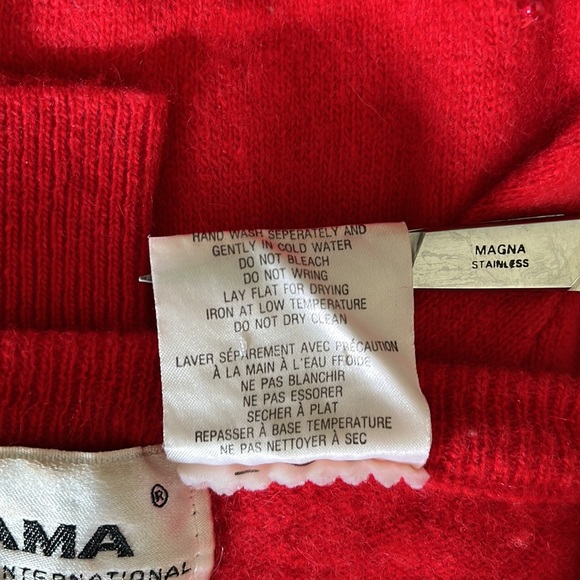 HAND WASH SEPERATELY AND
GENTLY IN COLD WATER
DO NOT BLEACH
DO NOT WRING
LAY FLAT FOR DRYING
IRON AT LOW TEMPERATURE
DO NOT DRY CLEAN
LAVER SÉPAREMENT AVEC PRÉCAUTION
À LA MAIN À L'EAU FROIDE
NE PAS BLANCHIR
NE PAS ESSORER
SECHER À PLAT
REPASSER À BASE TEMPERATURE
NE PAS NETTOYER À SEC
MAGNA
STAINLESS
®
AMA
INTERNATIONAL